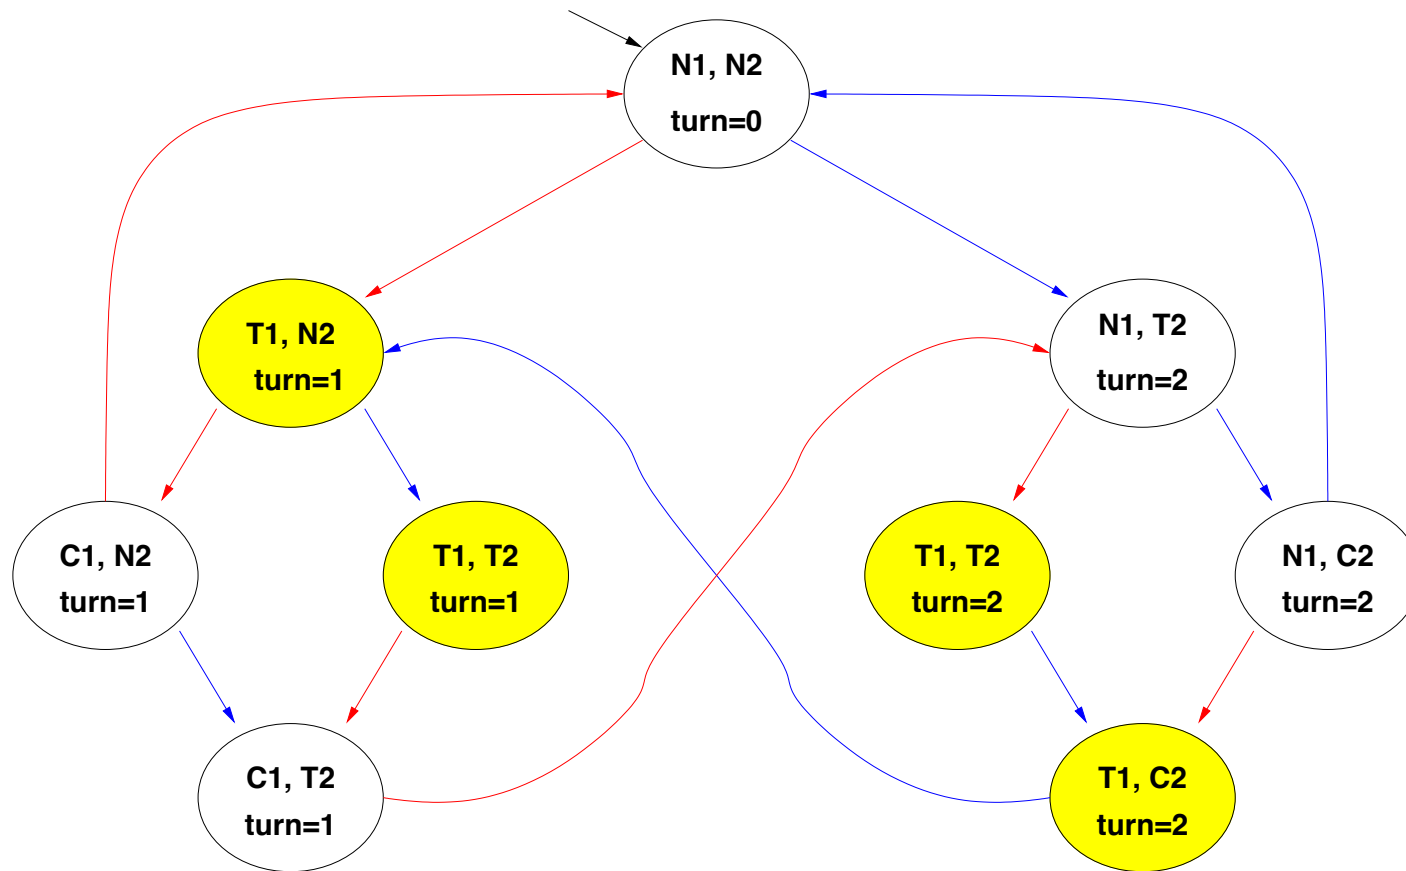 N1, N2
turn=0
T1, N2
turn=1
N1, T2
turn=2
C1, N2
turn=1
T1, T2
turn=1
T1, T2
turn=2
N1, C2
turn=2
C1, T2
turn=1
T1, C2
turn=2